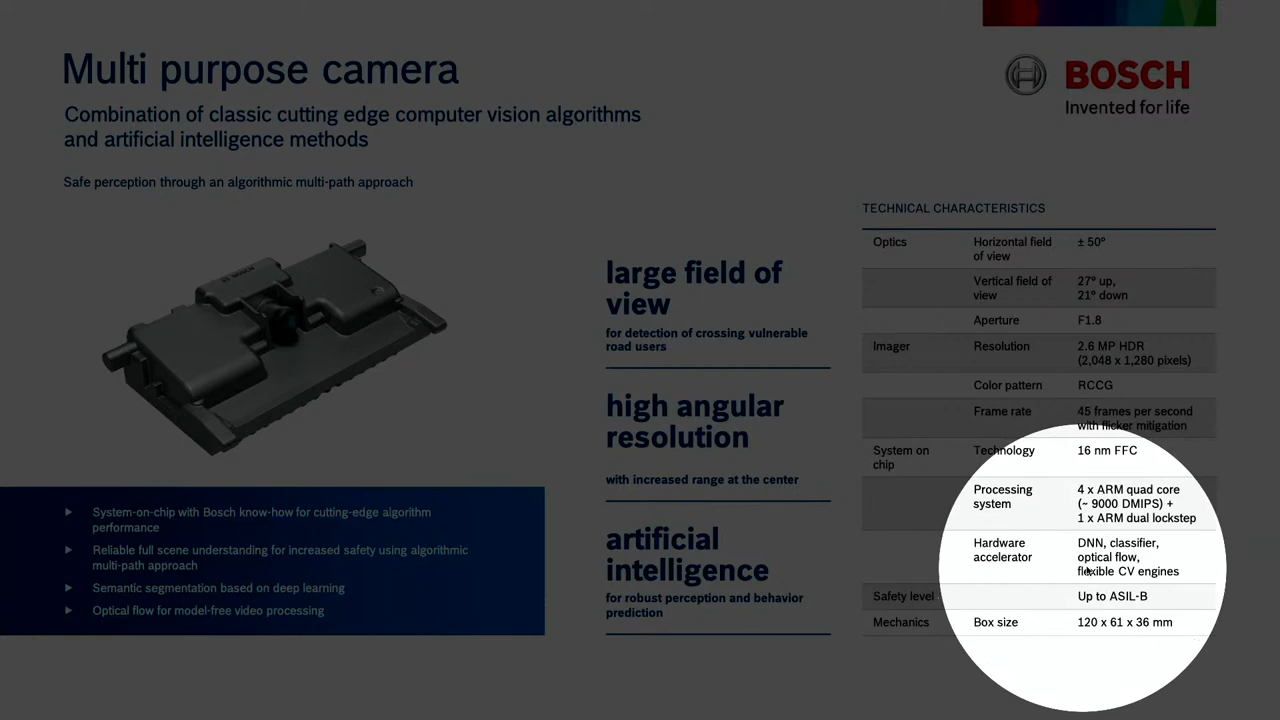 Multi purpose camera
Combination of classic cutting edge computer vision algorithms
and artificial intelligence methods
Safe perception through an algorithmic multi-path approach
BOSCH
Invented for life
BOSCH
System-on-chip with Bosch know-how for cutting-edge algorithm
performance
Reliable full scene understanding for increased safety using algorithmic
multi-path approach
Semantic segmentation based on deep learning
Optical flow for model-free video processing
large field of
view
for detection of crossing vulnerable
road users
high angular
resolution
with increased range at the center
artificial
intelligence
for robust perception and behavior
prediction
TECHNICAL CHARACTERISTICS
Optics Horizontal field ± 50°
of view
Vertical field of 27° up,
view 21° down
Aperture F1.8
Imager Resolution 2.6 MP HDR
(2,048 x 1,280 pixels)
Color pattern RCCG
Frame rate 45 frames per second
with flicker mitigation
System on Technology 16 nm FFC
chip
Processing 4 x ARM quad core
system (~ 9000 DMIPS) +
1 x ARM dual lockstep
Hardware DNN, classifier,
accelerator optical flow,
flexible CV engines
Safety level Up to ASIL-B
Mechanics Box size 120 x 61 x 36 mm